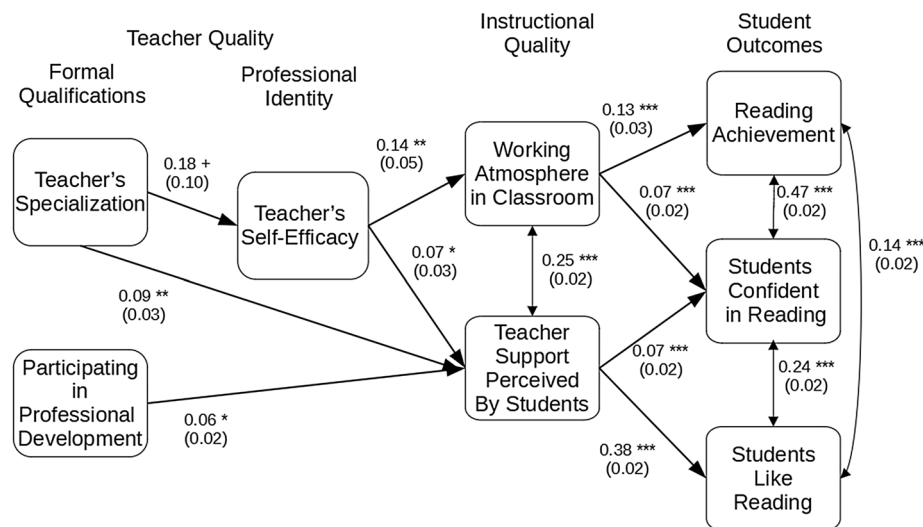 Teacher Quality
Formal
Qualifications
Professional
Identity
Instructional
Quality
Student
Outcomes
Teacher's
Specialization
0.18 +
(0.10)
Teacher's
Self-Efficacy
0.14 **
(0.05)
Working
Atmosphere
in Classroom
0.13 ***
(0.03)
Reading
Achievement
0.07 ***
(0.02)
0.47 ***
(0.02)
0.07 *
(0.03)
0.25 ***
(0.02)
0.14 ***
(0.02)
Students
Confident
in Reading
0.09 **
(0.03)
Participating
in
Professional
Development
0.06 *
(0.02)
Teacher
Support
Perceived
By Students
0.07 ***
(0.02)
0.24 ***
(0.02)
0.38 ***
(0.02)
Students
Like
Reading